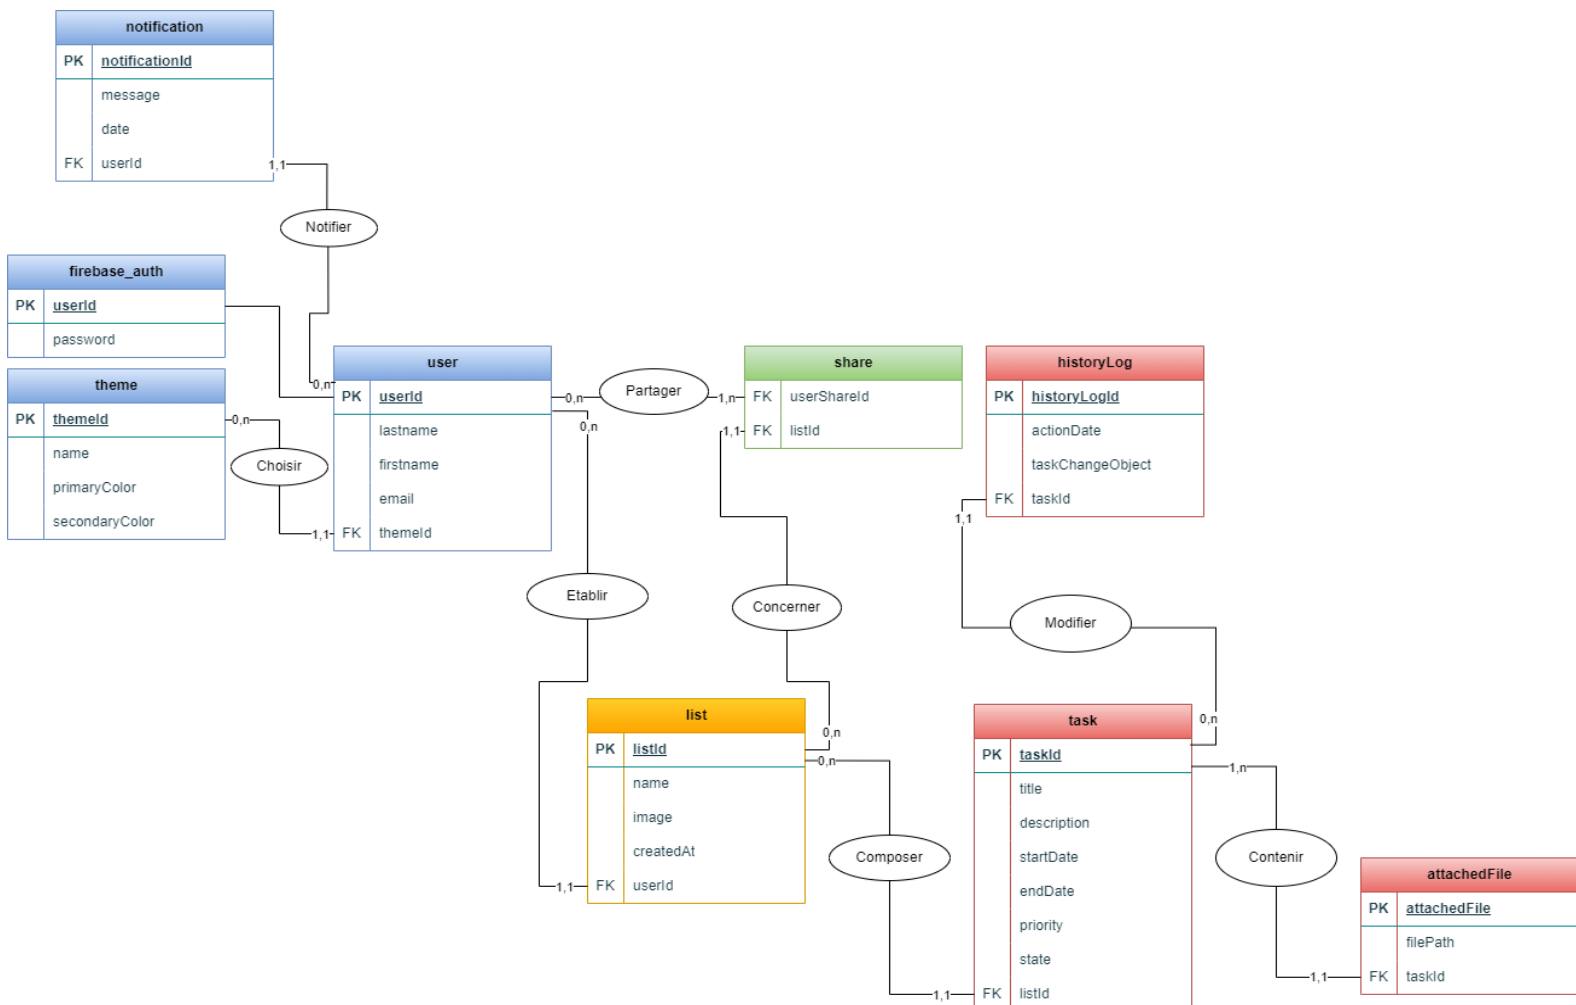 notification
PK notificationId
message
date
FK userId
1,1
Notifier
0,n
firebase_auth
PK userId
password
theme
PK themeId
name
primaryColor
secondaryColor
0,n
Choisir
1,1
user
PK userId
lastname
firstname
email
FK themeId
0,n
Partager
1,n
0,n
share
FK userShareId
FK listId
1,1
historyLog
PK historyLogId
actionDate
taskChangeObject
FK taskId
1,1
Etablir
Concerner
Modifier
0,n
0,n
1,1
list
PK listId
name
image
createdAt
FK userId
0,n
Composer
1,1
task
PK taskId
title
description
startDate
endDate
priority
state
FK listId
1,n
Contenir
1,1
attachedFile
PK attachedFile
filePath
FK taskId